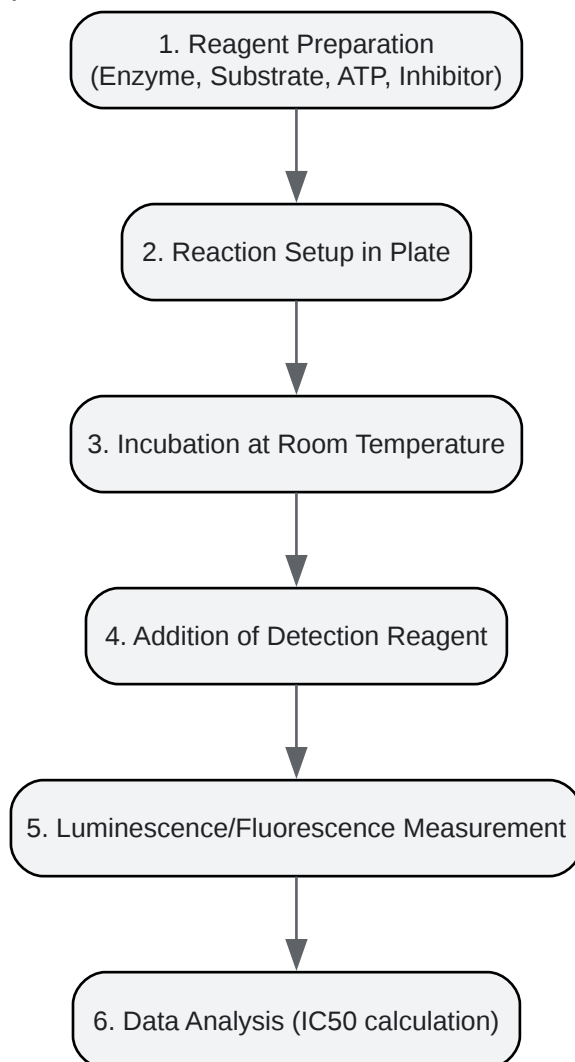 1. Reagent Preparation
(Enzyme, Substrate, ATP, Inhibitor)
2. Reaction Setup in Plate
3. Incubation at Room Temperature
4. Addition of Detection Reagent
5. Luminescence/Fluorescence Measurement
6. Data Analysis (IC50 calculation)